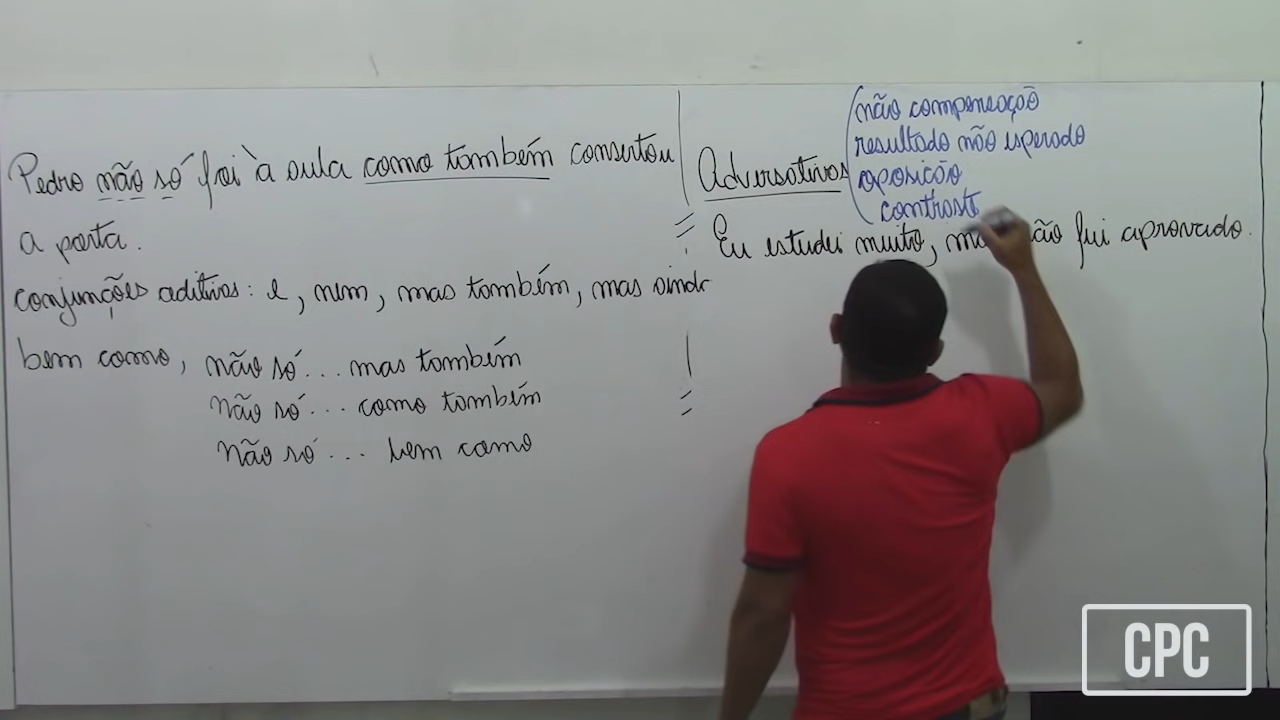 Pedro não só foi à aula como também consertou
a porta.
conjunções aditivas: e, nem, mas também, mas ainda
bem como, não só... mas também
não só... como também
não só... bem como
não compensação
resultado não esperado
Adversativas oposição
contraste
Eu estudei muito, não fui aprovado.
CPC